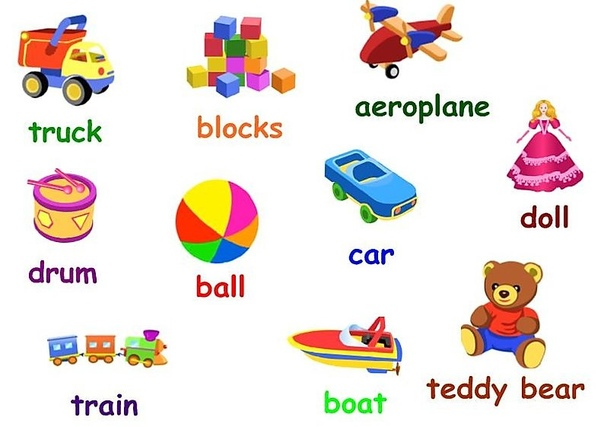 truck
blocks
aeroplane
doll
drum
ball
car
train
boat
teddy bear